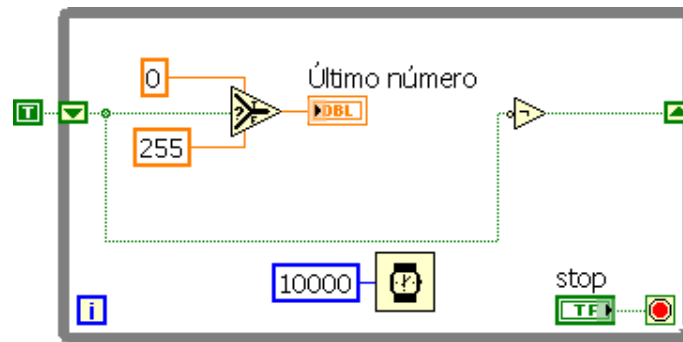 0
Último número
T
?
T
F
DBL
¬
255
10000
stop
i
TF